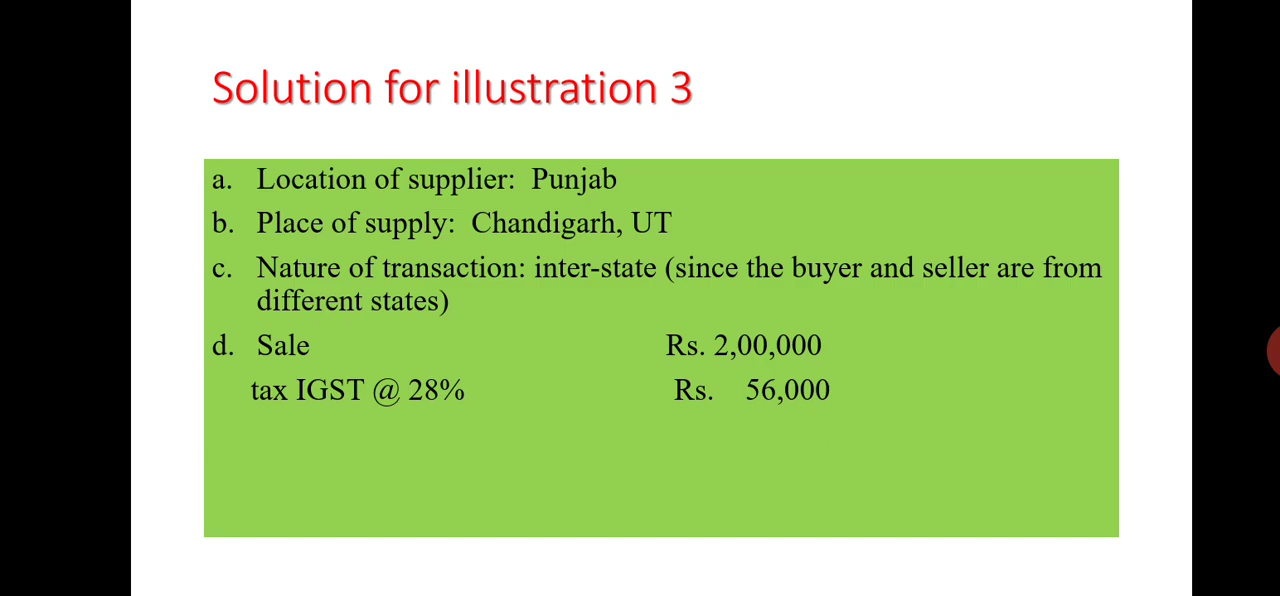 Solution for illustration 3
a. Location of supplier: Punjab
b. Place of supply: Chandigarh, UT
c. Nature of transaction: inter-state (since the buyer and seller are from
different states)
d. Sale Rs. 2,00,000
tax IGST @ 28% Rs. 56,000